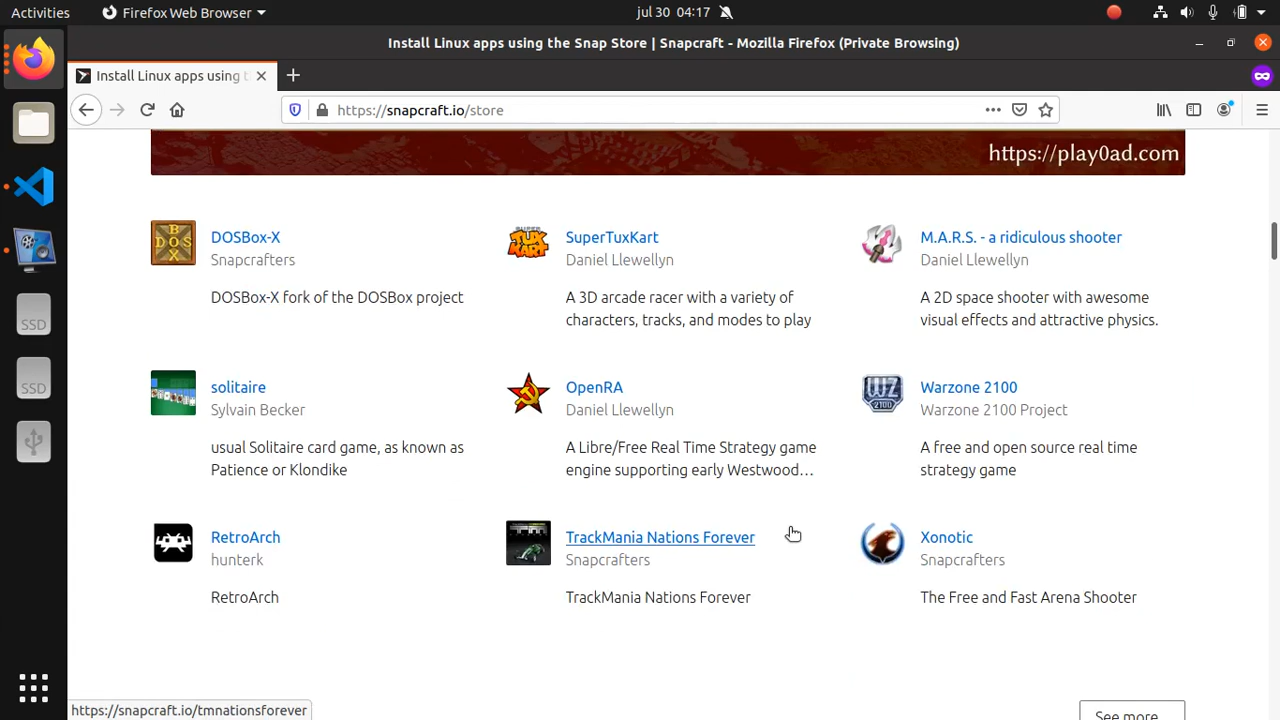 Activities
Firefox Web Browser
jul 30 04:17
Install Linux apps using the Snap Store | Snapcraft - Mozilla Firefox (Private Browsing)
Install Linux apps using t
https://snapcraft.io/store
https://play0ad.com
DOSBox-X
Snapcrafters
DOSBox-X fork of the DOSBox project
SuperTuxKart
Daniel Llewellyn
A 3D arcade racer with a variety of
characters, tracks, and modes to play
M.A.R.S. - a ridiculous shooter
Daniel Llewellyn
A 2D space shooter with awesome
visual effects and attractive physics.
solitaire
Sylvain Becker
usual Solitaire card game, as known as
Patience or Klondike
OpenRA
Daniel Llewellyn
A Libre/Free Real Time Strategy game
engine supporting early Westwood...
Warzone 2100
Warzone 2100 Project
A free and open source real time
strategy game
RetroArch
hunterk
RetroArch
TrackMania Nations Forever
Snapcrafters
TrackMania Nations Forever
Xonotic
Snapcrafters
The Free and Fast Arena Shooter
See more
https://snapcraft.io/tmnationsforever
SSD
SSD